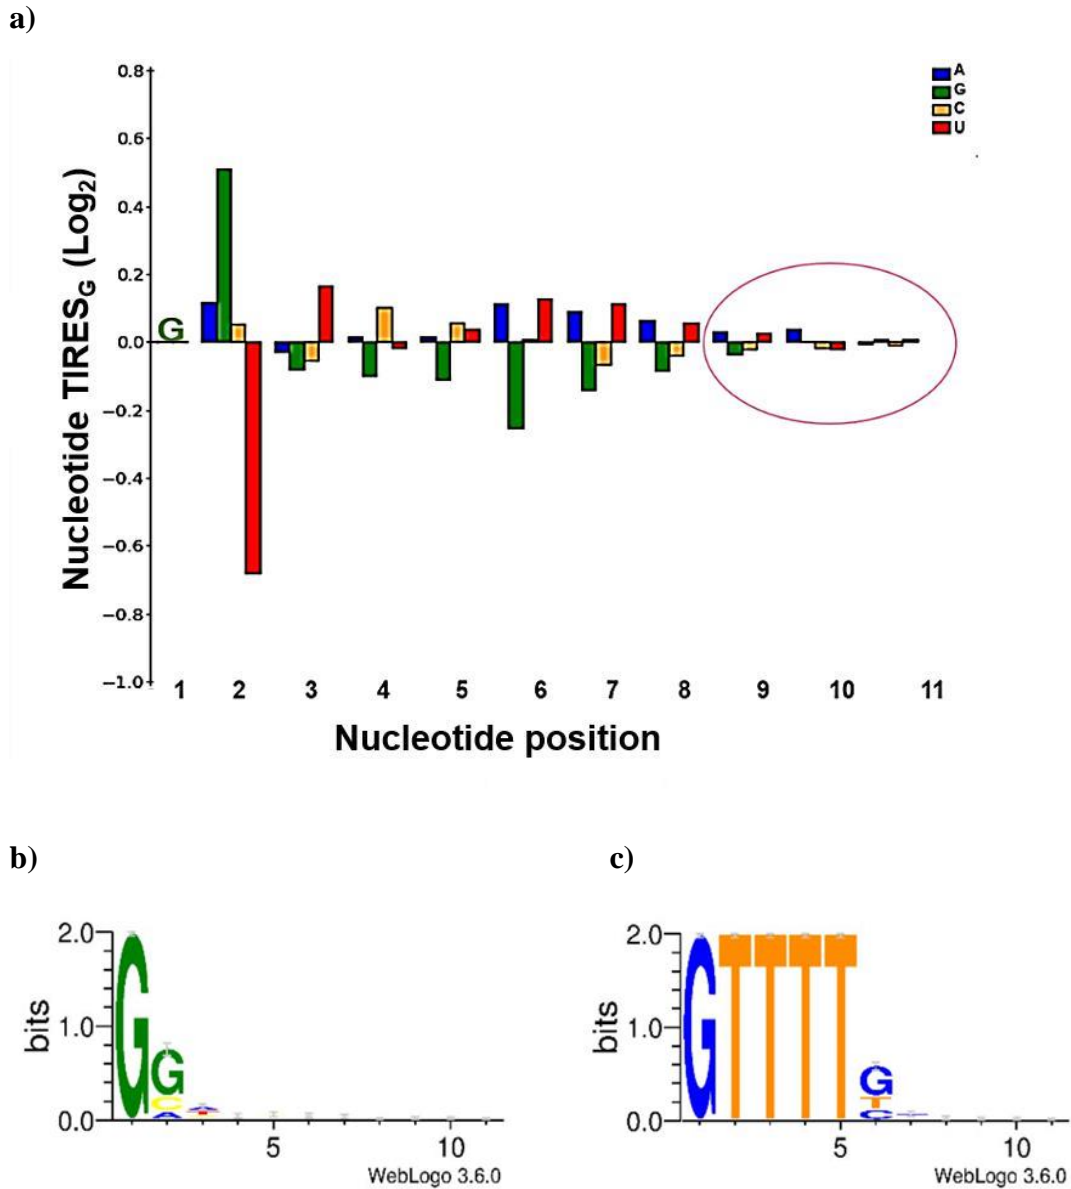 a)
0.8
0.6
0.4
0.2
0.0
−0.2
−0.4
−0.6
−0.8
−1.0
Nucleotide TIRESG (Log2)
G
A
G
C
U
1 2 3 4 5 6 7 8 9 10 11
Nucleotide position
b)
2.0
1.0
0.0
bits
G
G
C
A
5 10
WebLogo 3.6.0
c)
2.0
1.0
0.0
bits
GTTTT
G
T
C
5 10
WebLogo 3.6.0